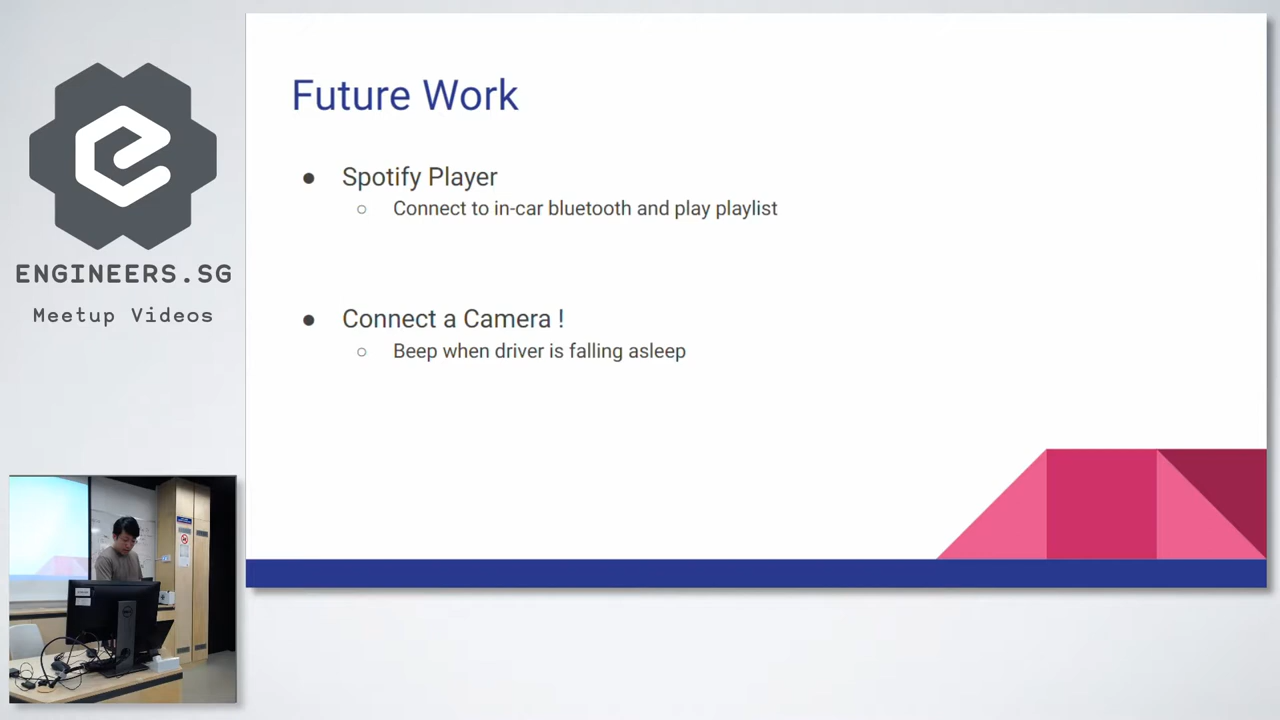 ENGINEERS.SG
Meetup Videos
Future Work
Spotify Player
Connect to in-car bluetooth and play playlist
Connect a Camera !
Beep when driver is falling asleep